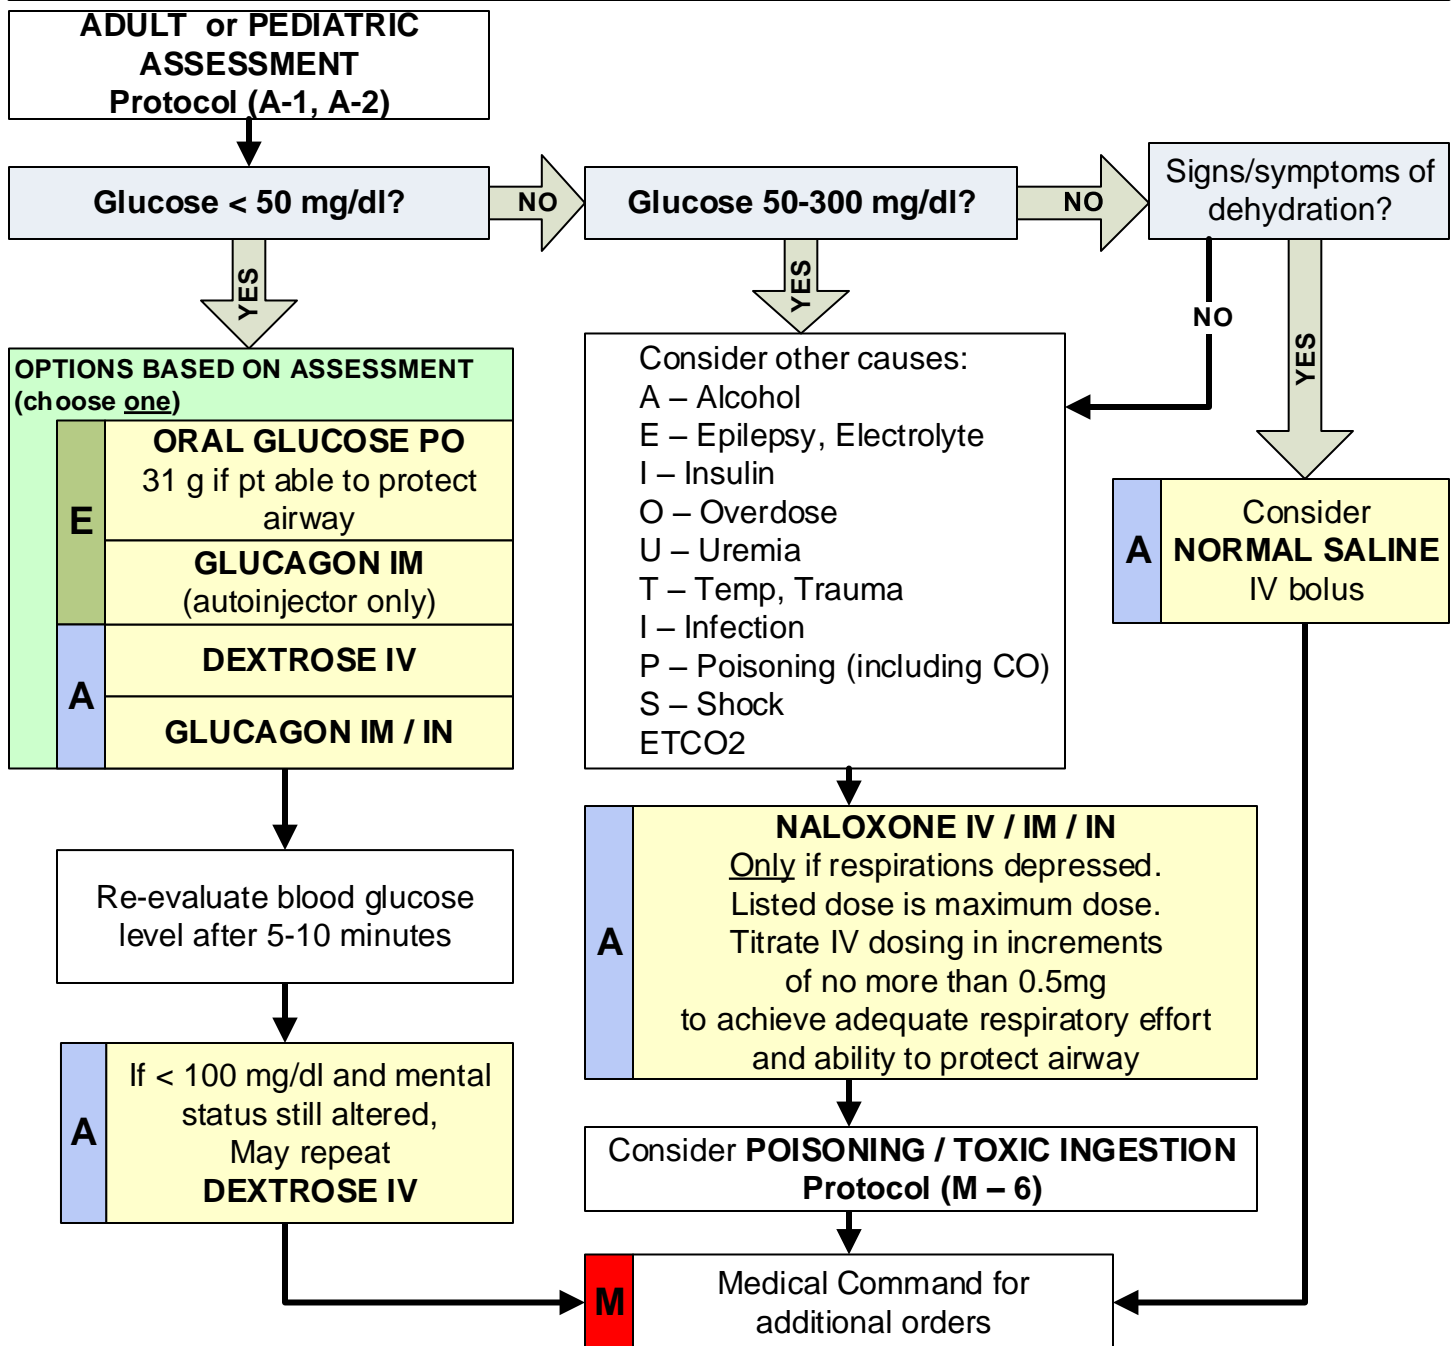 ADULT or PEDIATRIC
ASSESSMENT
Protocol (A-1, A-2)
Glucose < 50 mg/dl?
NO
Glucose 50-300 mg/dl?
NO
Signs/symptoms of
dehydration?
YES
YES
NO
YES
OPTIONS BASED ON ASSESSMENT
(choose one)
E
ORAL GLUCOSE PO
31 g if pt able to protect
airway
GLUCAGON IM
(autoinjector only)
A
DEXTROSE IV
GLUCAGON IM / IN
Consider other causes:
A – Alcohol
E – Epilepsy, Electrolyte
I – Insulin
O – Overdose
U – Uremia
T – Temp, Trauma
I – Infection
P – Poisoning (including CO)
S – Shock
ETCO2
A
Consider
NORMAL SALINE
IV bolus
Re-evaluate blood glucose
level after 5-10 minutes
A
NALOXONE IV / IM / IN
Only if respirations depressed.
Listed dose is maximum dose.
Titrate IV dosing in increments
of no more than 0.5mg
to achieve adequate respiratory effort
and ability to protect airway
A
If < 100 mg/dl and mental
status still altered,
May repeat
DEXTROSE IV
Consider POISONING / TOXIC INGESTION
Protocol (M – 6)
M
Medical Command for
additional orders